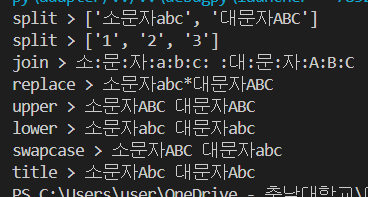 split > ['소문자abc', '대문자ABC']
split > ['1', '2', '3']
join > 소:문:자:a:b:c: :대:문:자:A:B:C
replace > 소문자abc*대문자ABC
upper > 소문자ABC 대문자ABC
lower > 소문자abc 대문자abc
swapcase > 소문자ABC 대문자abc
title > 소문자Abc 대문자Abc
PS C:\Users\user\OneDrive - 충남대학교\